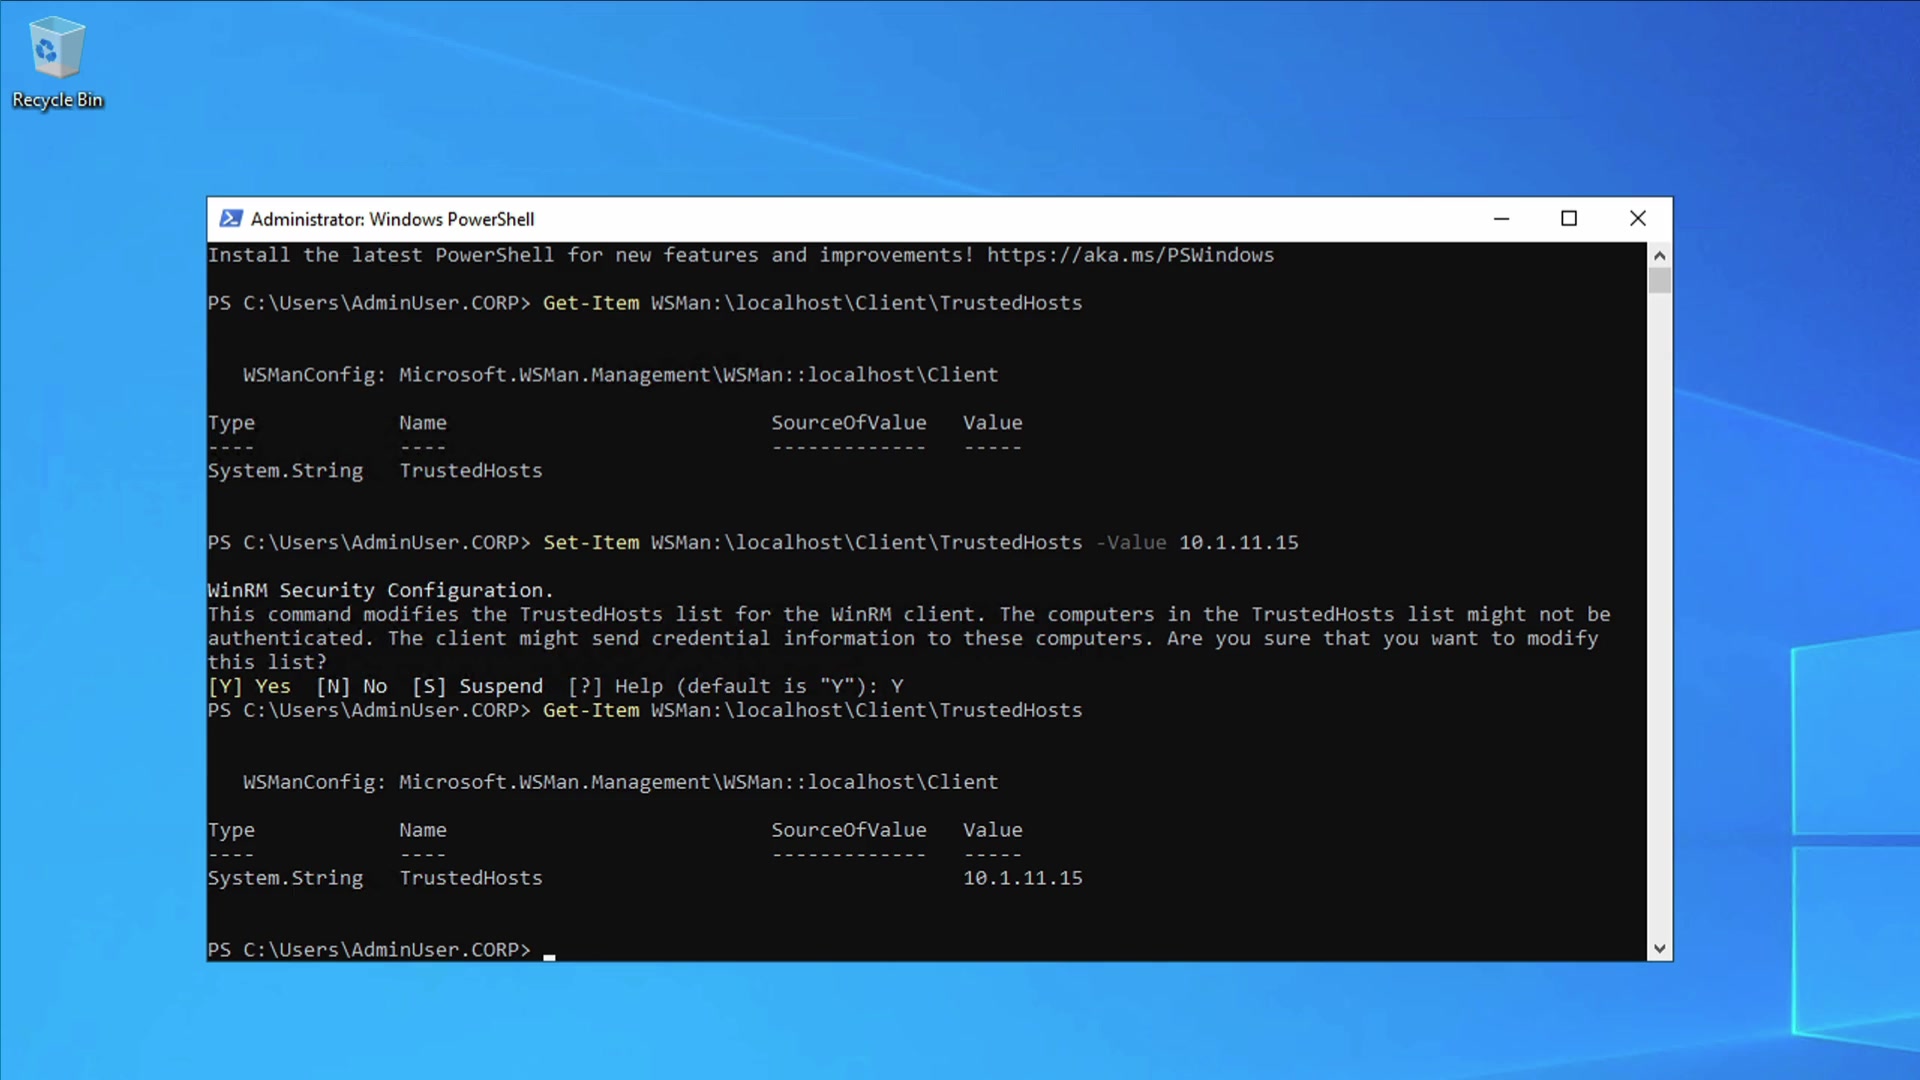 Recycle Bin
Administrator: Windows PowerShell
Install the latest PowerShell for new features and improvements! https://aka.ms/PSWindows
PS C:\Users\AdminUser.CORP> Get-Item WSMan:\localhost\Client\TrustedHosts
   WSManConfig: Microsoft.WSMan.Management\WSMan::localhost\Client
Type            Name                           SourceOfValue   Value
----            ----                           -------------   -----
System.String   TrustedHosts
PS C:\Users\AdminUser.CORP> Set-Item WSMan:\localhost\Client\TrustedHosts -Value 10.1.11.15
WinRM Security Configuration.
This command modifies the TrustedHosts list for the WinRM client. The computers in the TrustedHosts list might not be
authenticated. The client might send credential information to these computers. Are you sure that you want to modify
this list?
[Y] Yes  [N] No  [S] Suspend  [?] Help (default is "Y"): Y
PS C:\Users\AdminUser.CORP> Get-Item WSMan:\localhost\Client\TrustedHosts
   WSManConfig: Microsoft.WSMan.Management\WSMan::localhost\Client
Type            Name                           SourceOfValue   Value
----            ----                           -------------   -----
System.String   TrustedHosts                                   10.1.11.15
PS C:\Users\AdminUser.CORP>